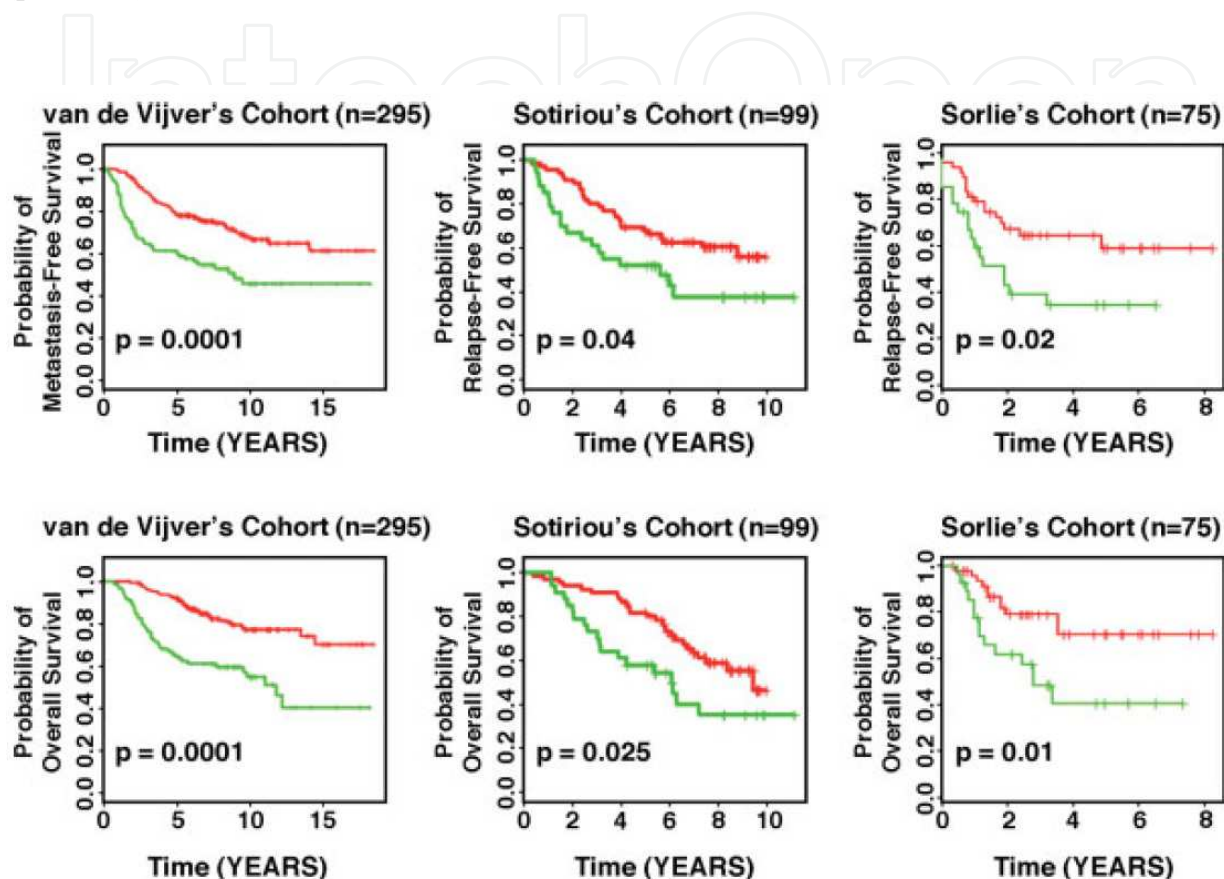 IntechOpen
van de Vijver's Cohort (n=295)
Probability of
Metastasis-Free Survival
0.0 0.2 0.4 0.6 0.8 1.0
p = 0.0001
0 5 10 15
Time (YEARS)
Sotiriou's Cohort (n=99)
Probability of
Relapse-Free Survival
0.0 0.2 0.4 0.6 0.8 1.0
p = 0.04
0 2 4 6 8 10
Time (YEARS)
Sorlie's Cohort (n=75)
Probability of
Relapse-Free Survival
0.0 0.2 0.4 0.6 0.8 1.0
p = 0.02
0 2 4 6 8
Time (YEARS)
van de Vijver's Cohort (n=295)
Probability of
Overall Survival
0.0 0.2 0.4 0.6 0.8 1.0
p = 0.0001
0 5 10 15
Time (YEARS)
Sotiriou's Cohort (n=99)
Probability of
Overall Survival
0.0 0.2 0.4 0.6 0.8 1.0
p = 0.025
0 2 4 6 8 10
Time (YEARS)
Sorlie's Cohort (n=75)
Probability of
Overall Survival
0.0 0.2 0.4 0.6 0.8 1.0
p = 0.01
0 2 4 6 8
Time (YEARS)